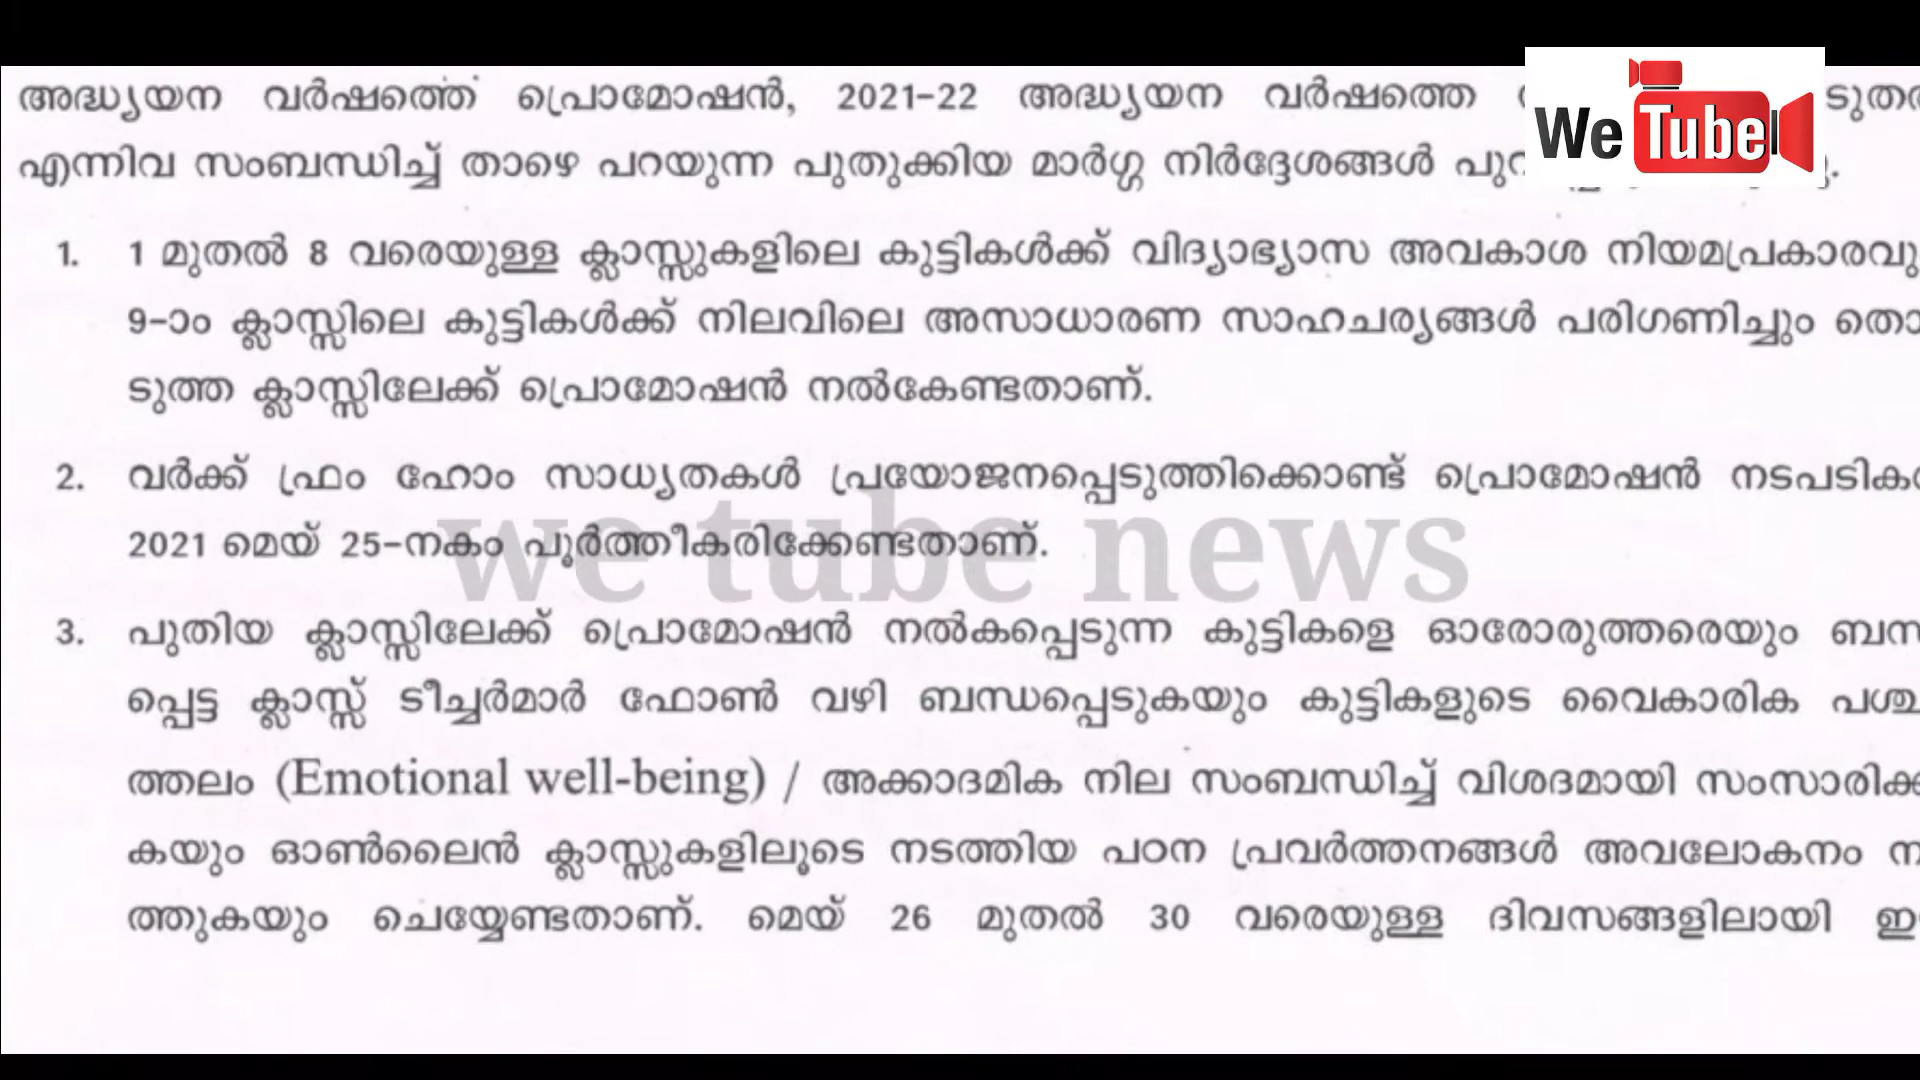 അദ്ധ്യയന വർഷത്തെ പ്രൊമോഷൻ, 2021-22 അദ്ധ്യയന വർഷത്തെ
We Tube
എന്നിവ സംബന്ധിച്ച് താഴെ പറയുന്ന പുതുക്കിയ മാർഗ്ഗ നിർദ്ദേശങ്ങൾ
1. 1 മുതൽ 8 വരെയുള്ള ക്ലാസ്സുകളിലെ കുട്ടികൾക്ക് വിദ്യാഭ്യാസ അവകാശ നിയമപ്രകാരവു
9-ാം ക്ലാസ്സിലെ കുട്ടികൾക്ക് നിലവിലെ അസാധാരണ സാഹചര്യങ്ങൾ പരിഗണിച്ചും തൊ
ടുത്ത ക്ലാസ്സിലേക്ക് പ്രൊമോഷൻ നൽകേണ്ടതാണ്.
2. വർക്ക് ഫ്രം ഹോം സാധ്യതകൾ പ്രയോജനപ്പെടുത്തിക്കൊണ്ട് പ്രൊമോഷൻ നടപടിക
2021 മെയ് 25-നകം പൂർത്തീകരിക്കേണ്ടതാണ്.
we tube news
3. പുതിയ ക്ലാസ്സിലേക്ക് പ്രൊമോഷൻ നൽകപ്പെടുന്ന കുട്ടികളെ ഓരോരുത്തരെയും ബന്ധ
പ്പെട്ട ക്ലാസ്സ് ടീച്ചർമാർ ഫോൺ വഴി ബന്ധപ്പെടുകയും കുട്ടികളുടെ വൈകാരിക പശ്ചാ
ത്തലം (Emotional well-being) / അക്കാദമിക നില സംബന്ധിച്ച് വിശദമായി സംസാരിക്ക
കയും ഓൺലൈൻ ക്ലാസ്സുകളിലൂടെ നടത്തിയ പഠന പ്രവർത്തനങ്ങൾ അവലോകനം ന
ത്തുകയും ചെയ്യേണ്ടതാണ്. മെയ് 26 മുതൽ 30 വരെയുള്ള ദിവസങ്ങളിലായി ഇ